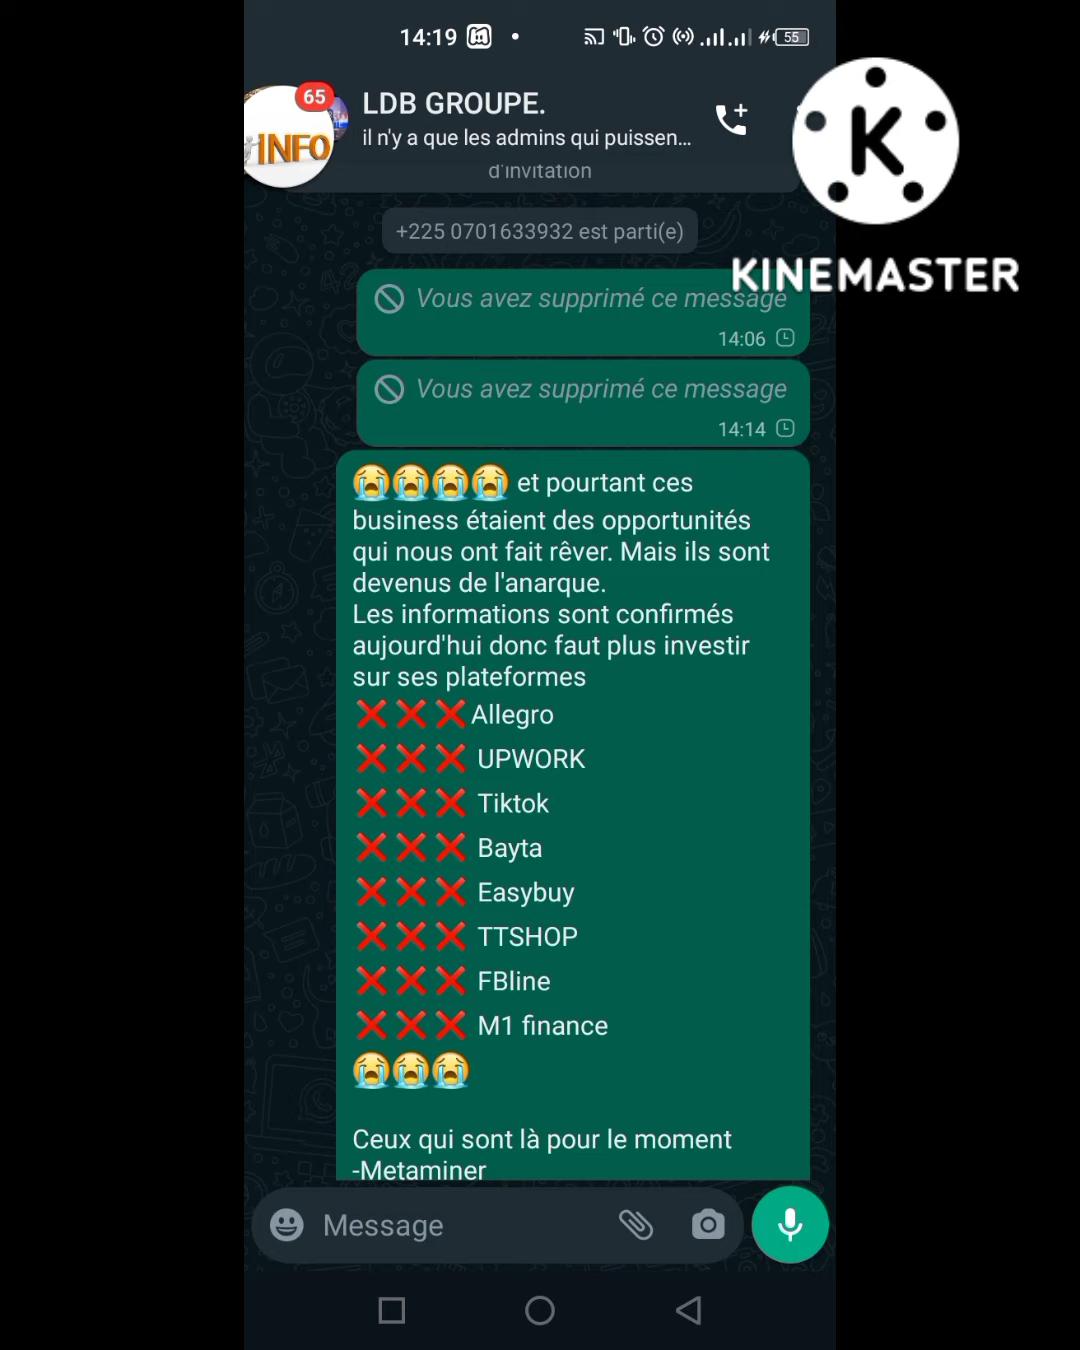 14:19
55
65
INFO
LDB GROUPE.
il n'y a que les admins qui puissen...
d'invitation
+225 0701633932 est parti(e)
K
KINEMASTER
Vous avez supprimé ce message
14:06
Vous avez supprimé ce message
14:14
😭😭😭😭 et pourtant ces
business étaient des opportunités
qui nous ont fait rêver. Mais ils sont
devenus de l'anarque.
Les informations sont confirmés
aujourd'hui donc faut plus investir
sur ses plateformes
❌❌❌Allegro
❌❌❌ UPWORK
❌❌❌ Tiktok
❌❌❌ Bayta
❌❌❌ Easybuy
❌❌❌ TTSHOP
❌❌❌ FBline
❌❌❌ M1 finance
😭😭😭
Ceux qui sont là pour le moment
-Metaminer
Message